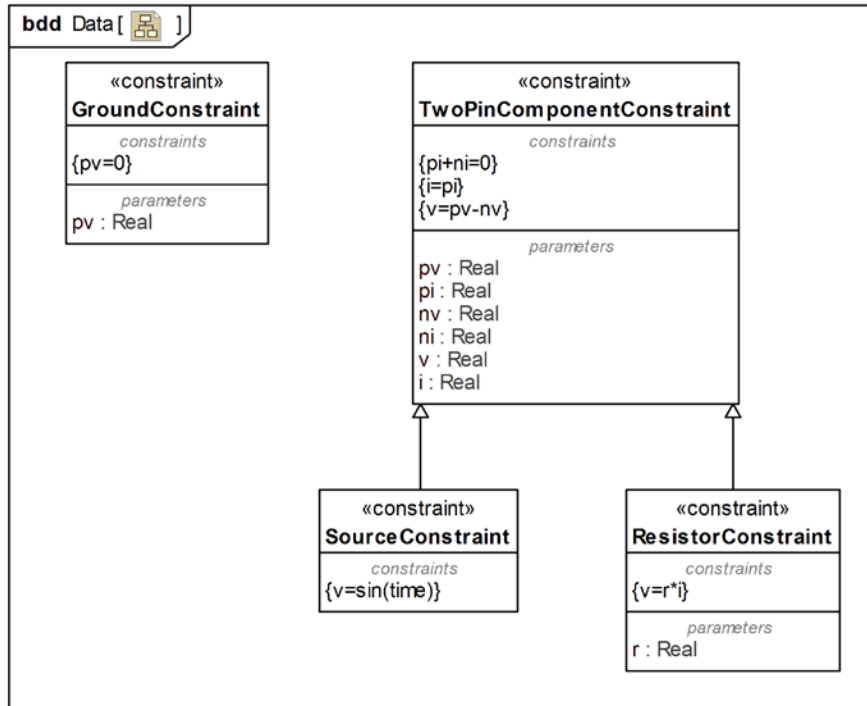 bdd Data[ ]
«constraint»
GroundConstraint
constraints
{pv=0}
parameters
pv : Real
«constraint»
TwoPinComponentConstraint
constraints
{pi+ni=0}
{i=pi}
{v=pv-nv}
parameters
pv : Real
pi : Real
nv : Real
ni : Real
v : Real
i : Real
«constraint»
SourceConstraint
constraints
{v=sin(time)}
«constraint»
ResistorConstraint
constraints
{v=r*i}
parameters
r : Real